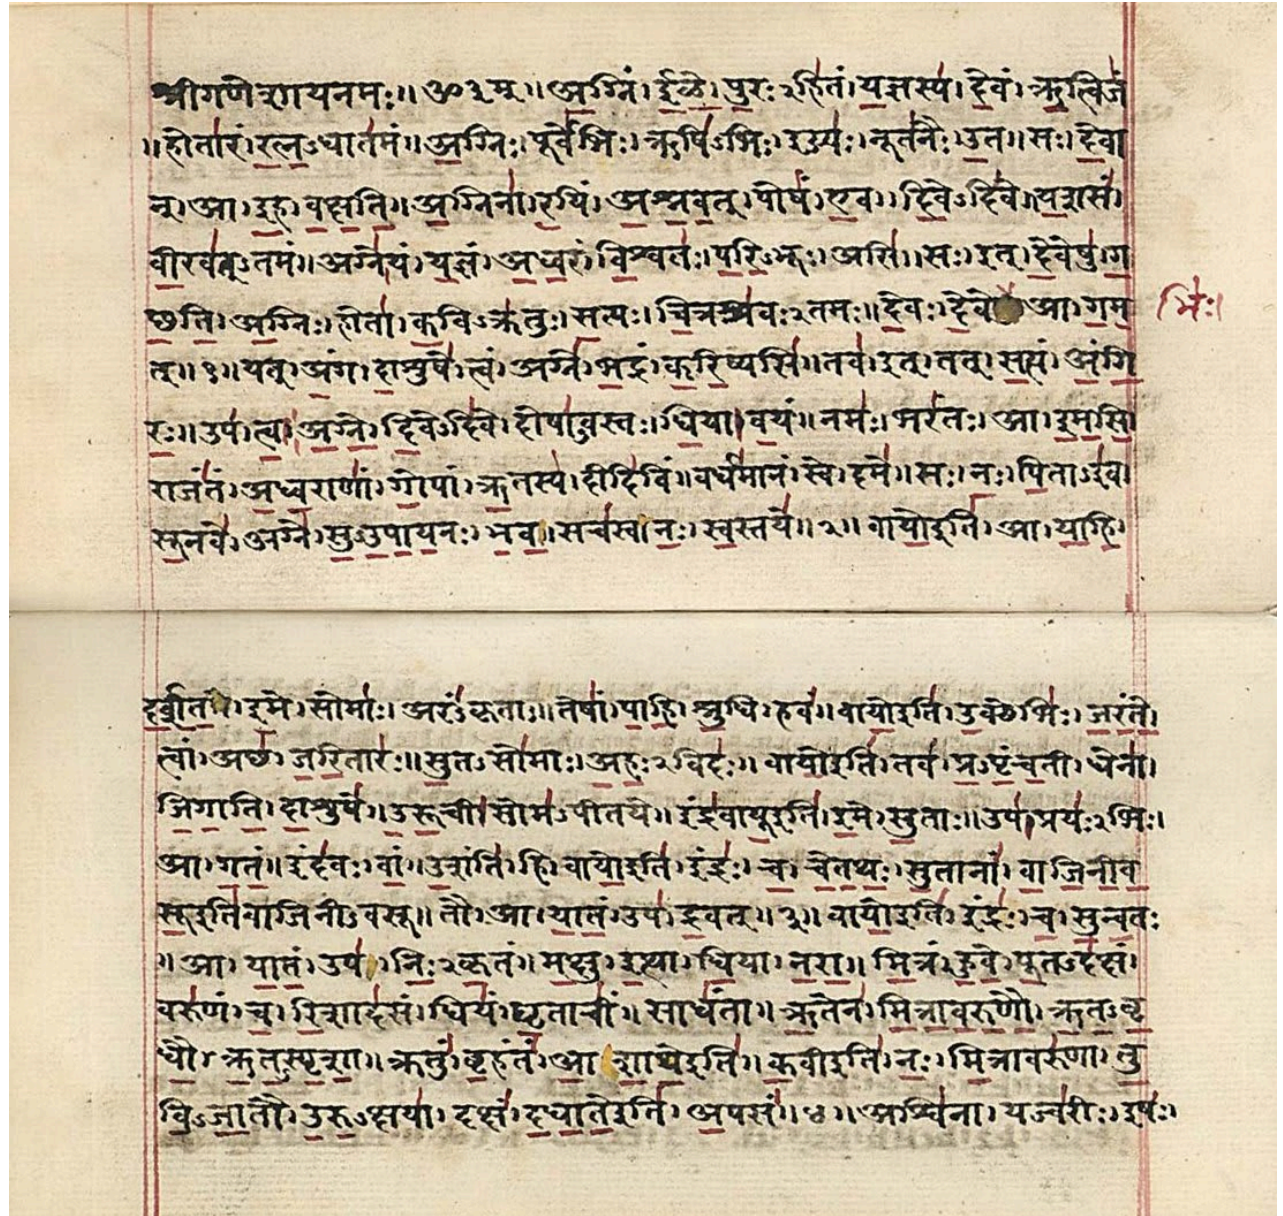 श्रीगणेशायनमः॥ॐ३म्॥अग्निं।ईळे।पुरःऽहितं।यज्ञस्य।देवं।ऋत्विजं
॥होतारं।रत्नऽधातमं॥अग्निः।पूर्वेभिः।ऋषिऽभिः।ईड्यः।नूतनैः।उत॥सः।देवा
न्।आ।इह।वक्षति॥अग्निना।रयिं।अश्नवत्।पोषं।एव।दिवेऽदिवे॥यशसं।
वीरवत्ऽतमं॥अग्ने।यं।यज्ञं।अध्वरं।विश्वतः।परिऽभूः।असि॥सः।इत्।देवेषु।ग
छति।अग्निः।होता।कविऽक्रतुः।सत्यः।चित्रश्रवःऽतमः॥देवः।देवे आ।गम
भिः।
त्॥१॥यत्।अंग।दाशुषे।त्वं।अग्ने।भद्रं।करिष्यसि॥तव।इत्।तत्।सत्यं।अंगि
रः॥उप।त्वा।अग्ने।दिवेऽदिवे।दोषाऽवस्तः।धिया।वयं॥नमः।भरंतः।आ।इमसि।
राजंतं।अध्वराणां।गोपां।ऋतस्य।दीदिविं॥वर्धमानं।स्वे।दमे॥सः।नः।पिताऽइव।
सूनवे।अग्ने।सुऽउपायनः।भव॥सचस्व।नः।स्वस्तये॥२॥वायोइति।आ।याहि।
दर्शत।इमे।सोमाः।अरंऽकृताः॥तेषां।पाहि।श्रुधि।हवं॥वायोइति।उक्थेभिः।जरंते।
त्वां।अछ।जरितारः॥सुतऽसोमाः।अहःऽविदः॥वायोइति।तव।प्रऽपृंचती।धेना।
जिगाति।दाशुषे॥उरूची।सोमऽपीतये॥इंद्रवायूइति।इमे।सुताः॥उप।प्रयःऽभिः।
आ।गतं॥इंदवः।वां॥उशंति।हि।वायोइति।इंद्रः।च।चेतथः।सुतानां।वाजिनीव
सूइतिवाजिनीऽवसू॥तौ।आ।यातं।उप।द्रवत्॥३॥वायोइति।इंद्रः।च।सुन्वतः
॥आ।यातं।उप।निःऽकृतं॥मक्षु।इत्था।धिया।नरा॥मित्रं।हुवे।पूतऽदक्षं।
वरुणं।च।रिशादसं।धियं।घृताचीं॥साधंता॥ऋतेन।मित्रावरुणौ।ऋतऽवृ
धौ।ऋतऽस्पृशा॥क्रतुं।बृहंतं।आशाथेइति॥कवीइति।नः।मित्रावरुणा।तु
विऽजातौ।उरुऽक्षया।दक्षं।दधातेइति।अपसं॥४॥अश्विना।यज्वरीः।इषः।